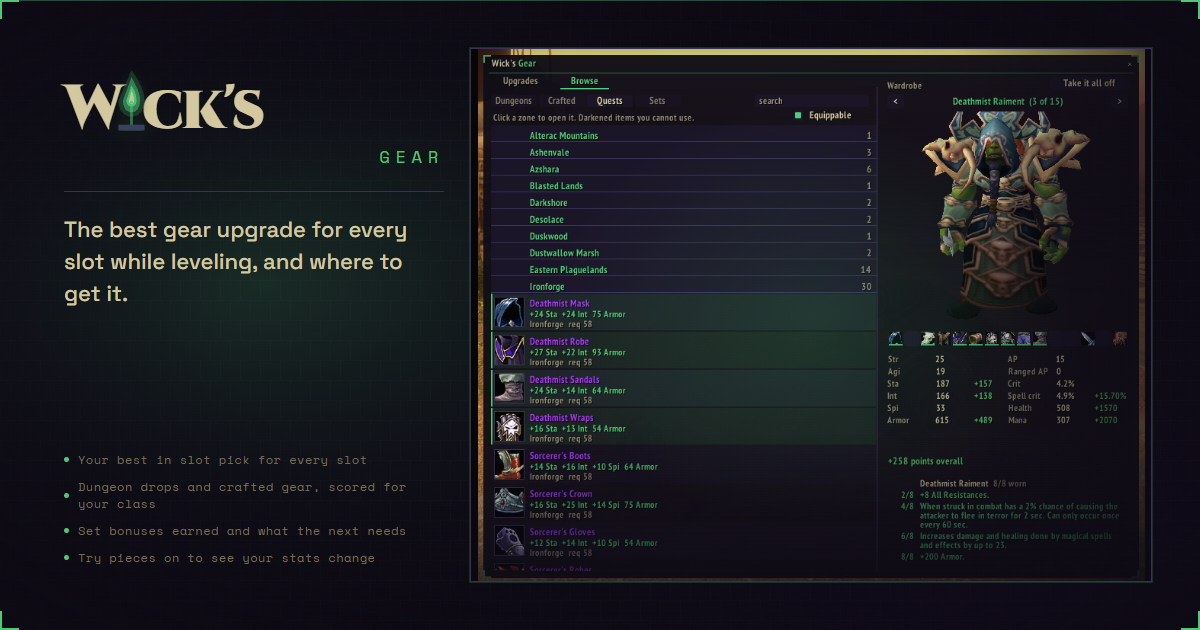 WICK'S
GEAR
The best gear upgrade for every
slot while leveling, and where to
get it.
Your best in slot pick for every slot
Dungeon drops and crafted gear, scored for
your class
Set bonuses earned and what the next needs
Try pieces on to see your stats change
Wick's Gear
×
Upgrades Browse
Dungeons Crafted Quests Sets search
Click a zone to open it. Darkened items you cannot use. Equippable
Alterac Mountains 1
Ashenvale 3
Azshara 6
Blasted Lands 1
Darkshore 2
Desolace 2
Duskwood 1
Dustwallow Marsh 2
Eastern Plaguelands 14
Ironforge 30
Deathmist Mask
+24 Sta +24 Int 75 Armor
Ironforge req 58
Deathmist Robe
+27 Sta +22 Int 93 Armor
Ironforge req 58
Deathmist Sandals
+24 Sta +14 Int 64 Armor
Ironforge req 58
Deathmist Wraps
+16 Sta +13 Int 54 Armor
Ironforge req 58
Sorcerer's Boots
+14 Sta +16 Int +10 Spi 64 Armor
Ironforge req 58
Sorcerer's Crown
+16 Sta +25 Int +14 Spi 75 Armor
Ironforge req 58
Sorcerer's Gloves
+12 Sta +14 Int +10 Spi 54 Armor
Ironforge req 58
Sorcerer's Robes
Wardrobe Take it all off
< Deathmist Raiment (3 of 15) >
Str 25 AP 15
Agi 19 Ranged AP 0
Sta 187 +157 Crit 4.2%
Int 166 +138 Spell crit 4.9% +15.70%
Spi 33 Health 508 +1570
Armor 615 +489 Mana 307 +2070
+258 points overall
Deathmist Raiment 8/8 worn
2/8 +8 All Resistances.
4/8 When struck in combat has a 2% chance of causing the
attacker to flee in terror for 2 sec. Can only occur once
every 60 sec.
6/8 Increases damage and healing done by magical spells
and effects by up to 23.
8/8 +200 Armor.